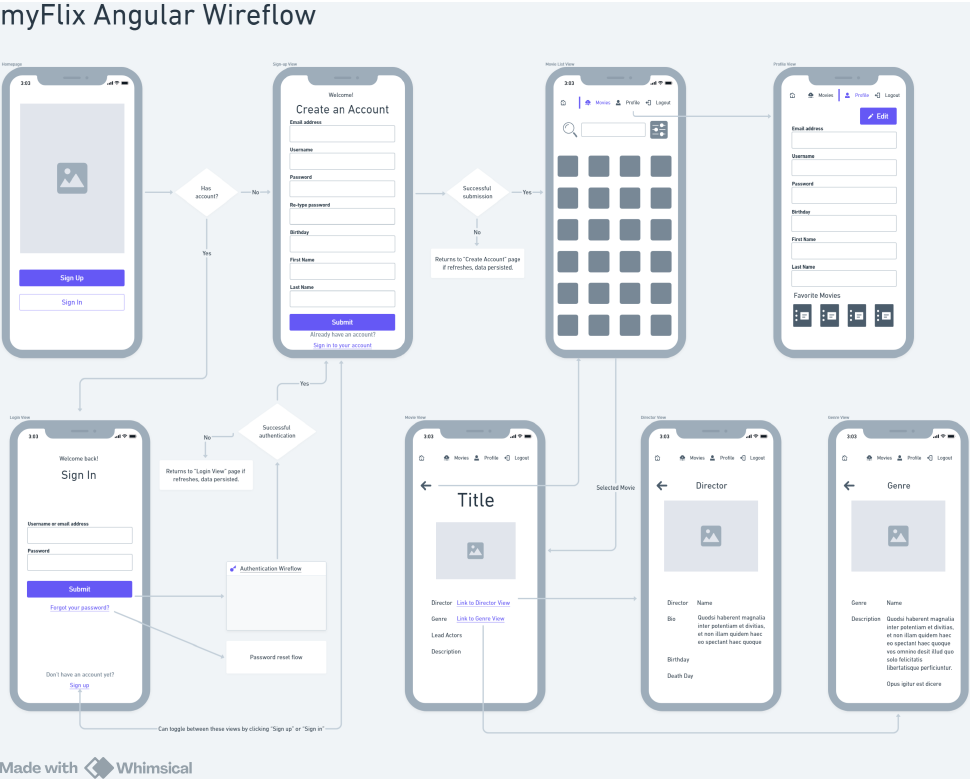 myFlix Angular Wireflow
Homepage
3:03
Sign Up
Sign In
Has
account?
No
Yes
Sign-up View
Welcome!
Create an Account
Email address
Username
Password
Re-type password
Birthday
First Name
Last Name
Submit
Already have an account?
Sign in to your account
Successful
submission
Yes
No
Returns to "Create Account" page
if refreshes, data persisted.
Movie List View
3:03
Movies
Profile
Logout
Profile View
Movies
Profile
Logout
Edit
Email address
Username
Password
Birthday
First Name
Last Name
Favorite Movies
Login View
3:03
Welcome back!
Sign In
Username or email address
Password
Submit
Forgot your password?
Don't have an account yet?
Sign up
Yes
Successful
authentication
No
Returns to "Login View" page if
refreshes, data persisted.
Authentication Wireflow
Password reset flow
Can toggle between these views by clicking "Sign up" or "Sign in"
Movie View
3:03
Movies
Profile
Logout
Title
Director Link to Director View
Genre Link to Genre View
Lead Actors
Description
Selected Movie
Director View
3:03
Movies
Profile
Logout
Director
Director Name
Bio Quodsi haberent magnalia
inter potentiam et divitias,
et non illam quidem haec
eo spectant haec quoque
Birthday
Death Day
Genre View
3:03
Movies
Profile
Logout
Genre
Genre Name
Description Quodsi haberent magnalia
inter potentiam et divitias,
et non illam quidem haec
eo spectant haec quoque
vos omnino desit illud quo
solo felicitatis
libertatisque perficiuntur.
Opus igitur est dicere
Made with Whimsical